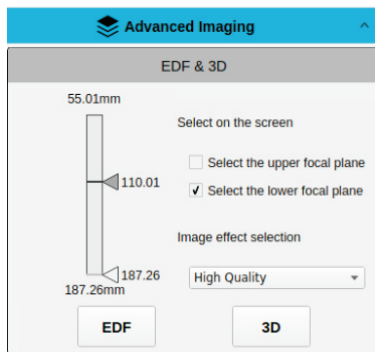 Advanced Imaging
EDF & 3D
55.01mm
Select on the screen
Select the upper focal plane
110.01
Select the lower focal plane
Image effect selection
187.26
High Quality
187.26mm
EDF
3D